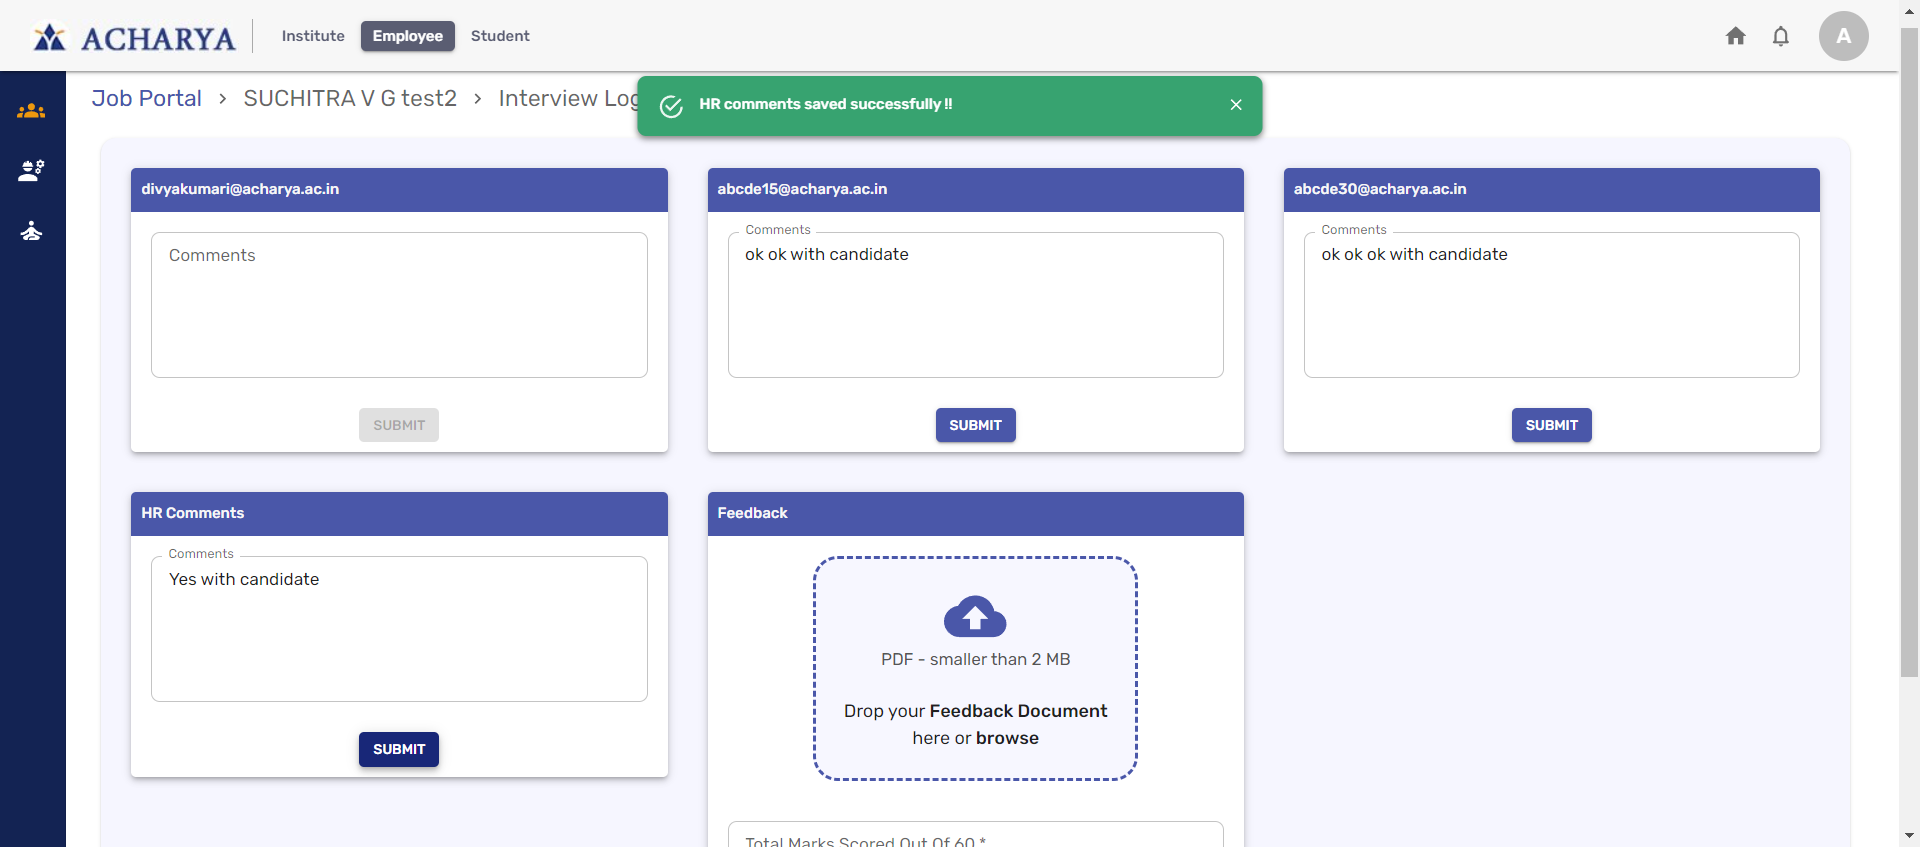 ACHARYA
Institute
Employee
Student
A
Job Portal > SUCHITRA V G test2 > Interview Log
HR comments saved successfully !!
divyakumari@acharya.ac.in
Comments
SUBMIT
abcde15@acharya.ac.in
Comments
ok ok with candidate
SUBMIT
abcde30@acharya.ac.in
Comments
ok ok ok with candidate
SUBMIT
HR Comments
Comments
Yes with candidate
SUBMIT
Feedback
PDF - smaller than 2 MB
Drop your Feedback Document
here or browse
Total Marks Scored Out Of 60 *